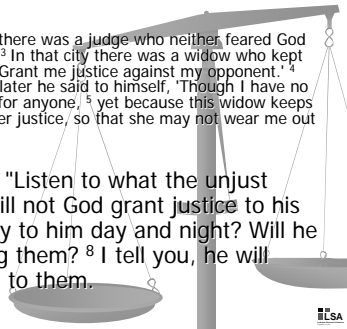 there was a judge who neither feared God
³ In that city there was a widow who kept
Grant me justice against my opponent.' ⁴
later he said to himself, 'Though I have no
for anyone, ⁵ yet because this widow keeps
er justice, so that she may not wear me out
"Listen to what the unjust
ill not God grant justice to his
y to him day and night? Will he
g them? ⁸ I tell you, he will
to them.
LSA